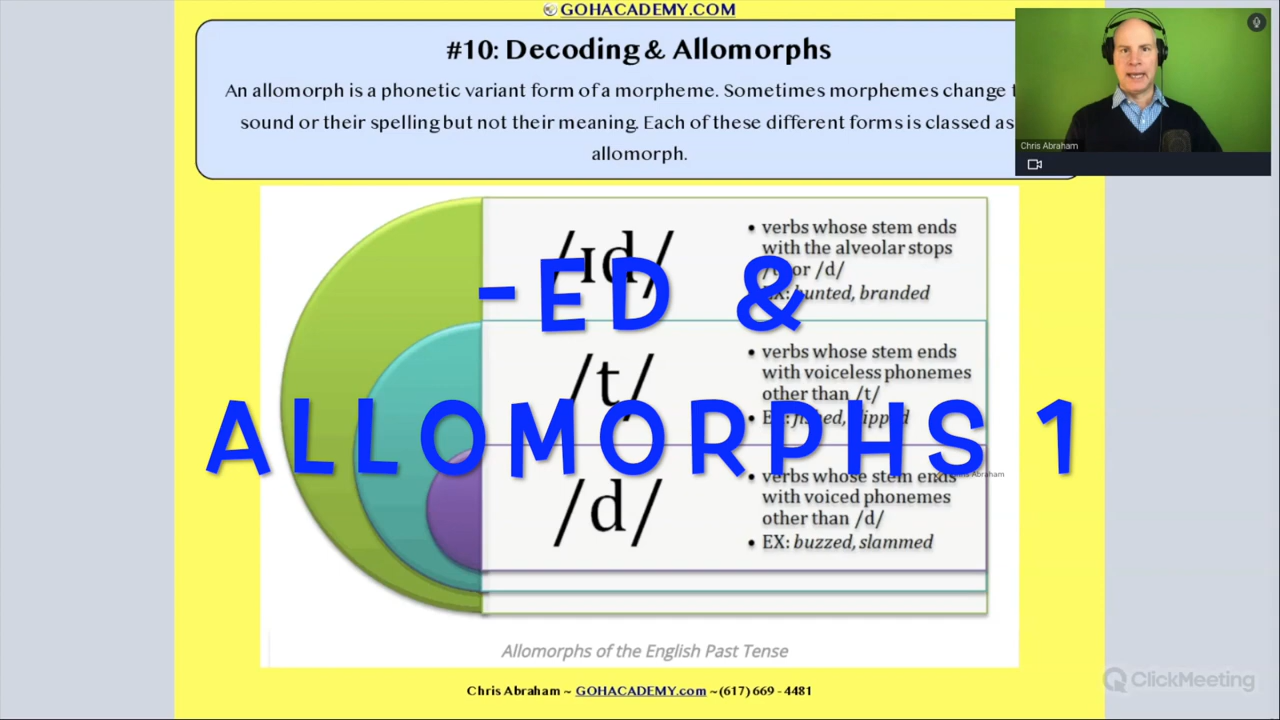 GOHACADEMY.COM
#10: Decoding & Allomorphs
An allomorph is a phonetic variant form of a morpheme. Sometimes morphemes change
sound or their spelling but not their meaning. Each of these different forms is classed as
allomorph.
Chris Abraham
/ɪd/
• verbs whose stem ends
with the alveolar stops
or /d/
hunted, branded
-ED &
/t/
• verbs whose stem ends
with voiceless phonemes
other than /t/
ALLOMORPHS 1
Abraham
/d/
• verbs whose stem ends
with voiced phonemes
other than /d/
• EX: buzzed, slammed
Allomorphs of the English Past Tense
Chris Abraham ~ GOHACADEMY.com ~(617) 669 - 4481
ClickMeeting